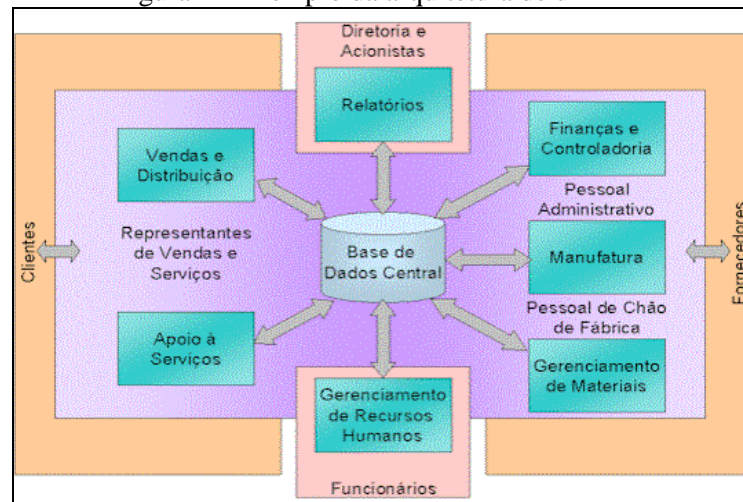 Diretoria e
Acionistas
Relatórios
Vendas e
Distribuição
Finanças e
Controladoria
Pessoal
Administrativo
Representantes
de Vendas e
Serviços
Base de
Dados Central
Manufatura
Clientes
Fornecedores
Pessoal de Chão
de Fábrica
Apoio à
Serviços
Gerenciamento
de Materiais
Gerenciamento
de Recursos
Humanos
Funcionários